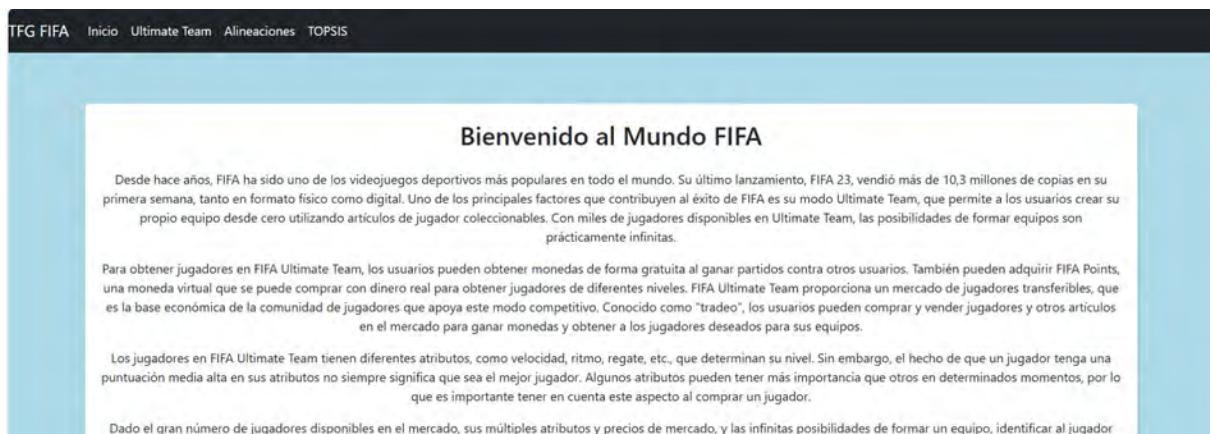 TFG FIFA Inicio Ultimate Team Alineaciones TOPSIS
Bienvenido al Mundo FIFA
Desde hace años, FIFA ha sido uno de los videojuegos deportivos más populares en todo el mundo. Su último lanzamiento, FIFA 23, vendió más de 10,3 millones de copias en su
primera semana, tanto en formato físico como digital. Uno de los principales factores que contribuyen al éxito de FIFA es su modo Ultimate Team, que permite a los usuarios crear su
propio equipo desde cero utilizando artículos de jugador coleccionables. Con miles de jugadores disponibles en Ultimate Team, las posibilidades de formar equipos son
prácticamente infinitas.
Para obtener jugadores en FIFA Ultimate Team, los usuarios pueden obtener monedas de forma gratuita al ganar partidos contra otros usuarios. También pueden adquirir FIFA Points,
una moneda virtual que se puede comprar con dinero real para obtener jugadores de diferentes niveles. FIFA Ultimate Team proporciona un mercado de jugadores transferibles, que
es la base económica de la comunidad de jugadores que apoya este modo competitivo. Conocido como "tradeo", los usuarios pueden comprar y vender jugadores y otros artículos
en el mercado para ganar monedas y obtener a los jugadores deseados para sus equipos.
Los jugadores en FIFA Ultimate Team tienen diferentes atributos, como velocidad, ritmo, regate, etc., que determinan su nivel. Sin embargo, el hecho de que un jugador tenga una
puntuación media alta en sus atributos no siempre significa que sea el mejor jugador. Algunos atributos pueden tener más importancia que otros en determinados momentos, por lo
que es importante tener en cuenta este aspecto al comprar un jugador.
Dado el gran número de jugadores disponibles en el mercado, sus múltiples atributos y precios de mercado, y las infinitas posibilidades de formar un equipo, identificar al jugador